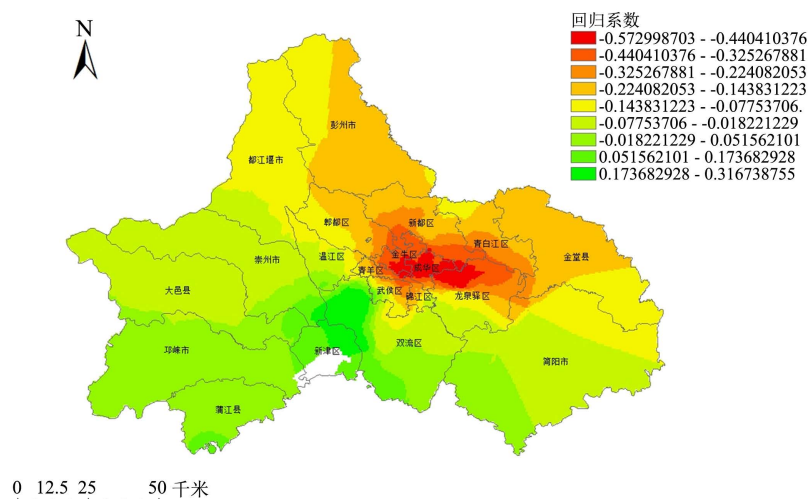 N
回归系数
-0.572998703 - -0.440410376
-0.440410376 - -0.325267881
-0.325267881 - -0.224082053
-0.224082053 - -0.143831223
-0.143831223 - -0.07753706.
-0.07753706 - -0.018221229
-0.018221229 - 0.051562101
0.051562101 - 0.173682928
0.173682928 - 0.316738755
彭州市
都江堰市
郫都区
新都区
青白江区
金堂县
金牛区
成华区
青羊区
温江区
崇州市
大邑县
武侯区
锦江区
龙泉驿区
双流区
新津区
邛崃市
简阳市
蒲江县
0 12.5 25 50 千米